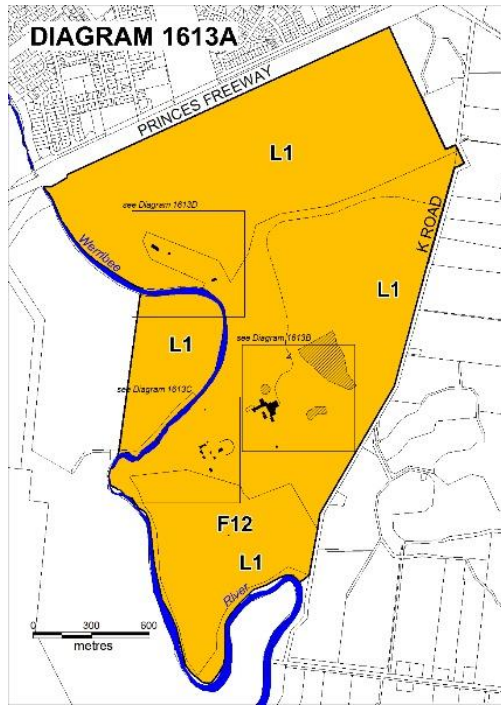 DIAGRAM 1613A
PRINCES FREEWAY
L1
see Diagram 1613D
Werribee
K ROAD
L1
L1
see Diagram 1613B
see Diagram 1613C
F12
L1
River
0 300 600
metres